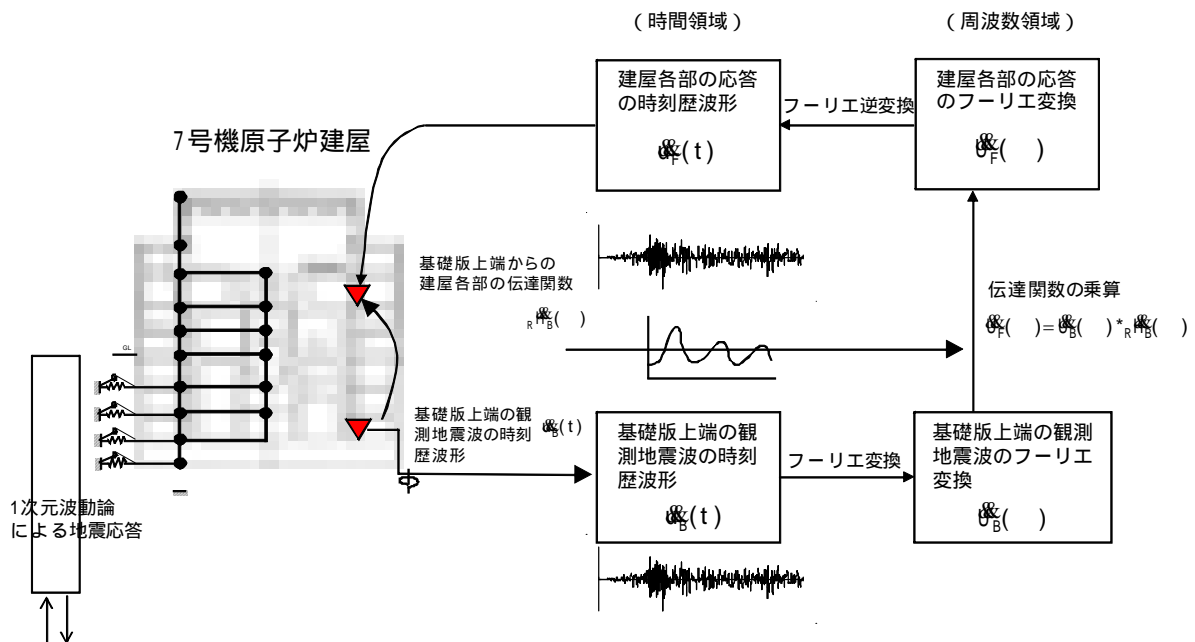 (時間領域)
(周波数領域)
建屋各部の応答
の時刻歴波形
(t)
フーリエ逆変換
建屋各部の応答
のフーリエ変換
7号機原子炉建屋
基礎版上端からの
建屋各部の伝達関数
伝達関数の乗算
GL
基礎版上端の観
測地震波の時刻
歴波形
(t)
基礎版上端の観
測地震波の時刻
歴波形
(t)
フーリエ変換
基礎版上端の観測
地震波のフーリエ
変換
1次元波動論
による地震応答